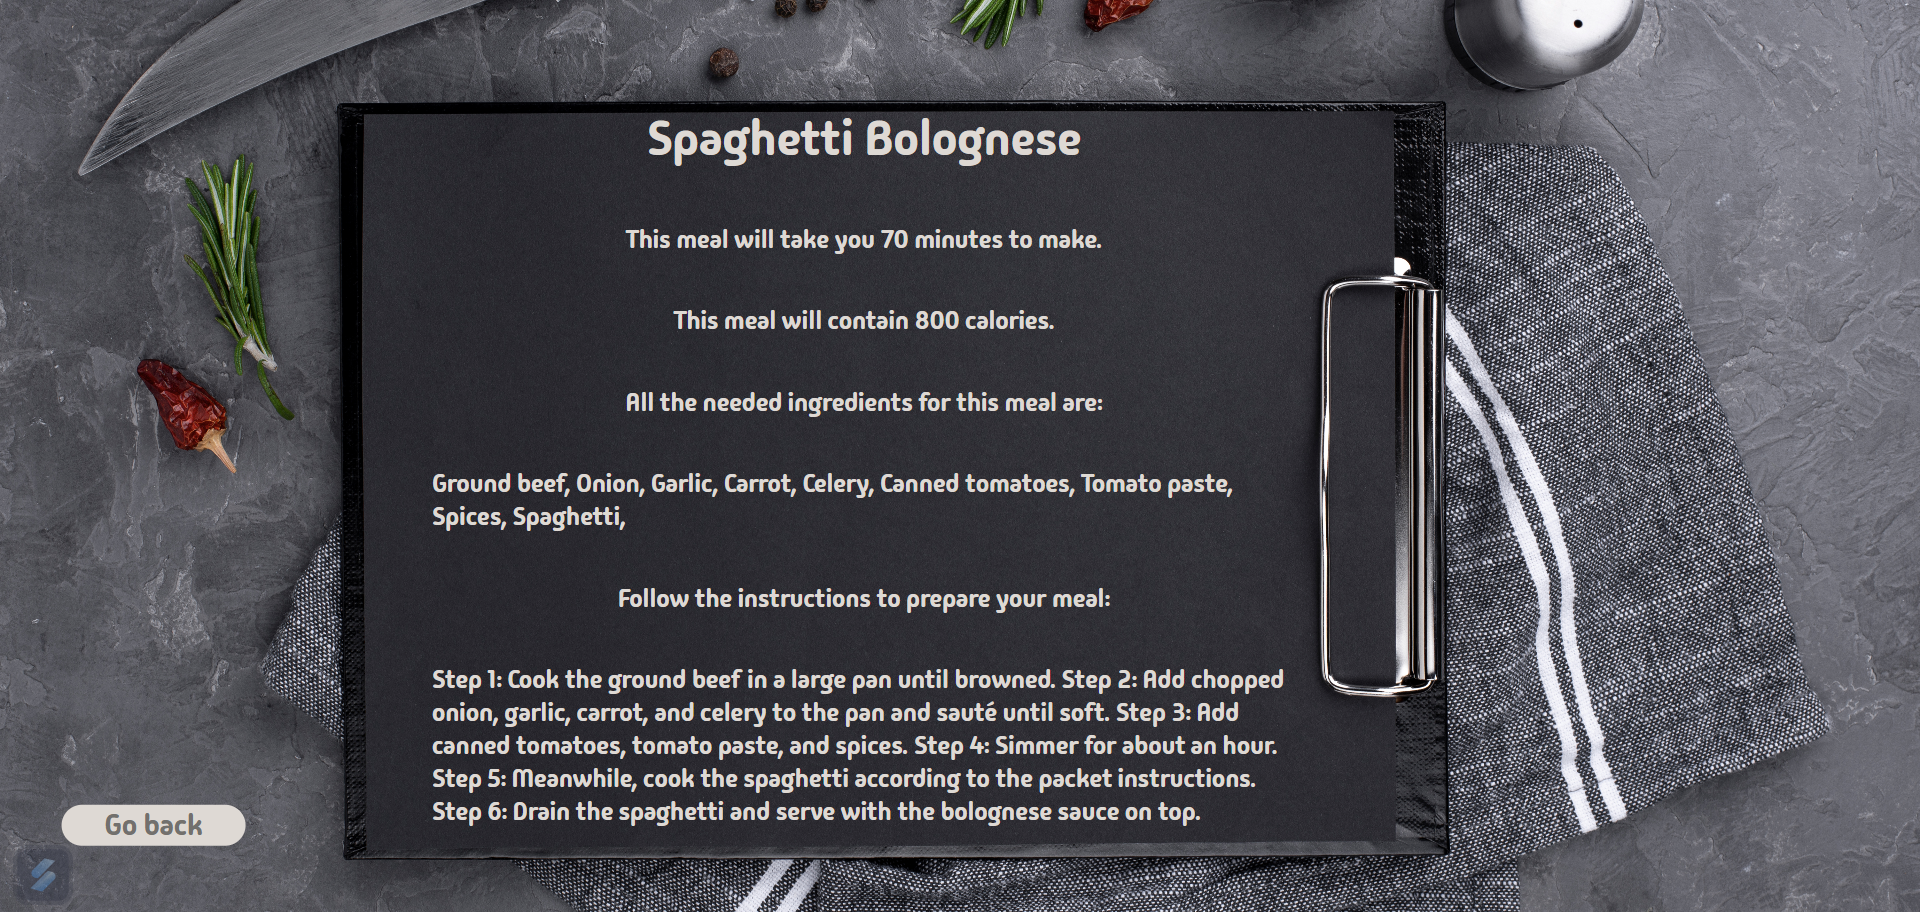 Spaghetti Bolognese
This meal will take you 70 minutes to make.
This meal will contain 800 calories.
All the needed ingredients for this meal are:
Ground beef, Onion, Garlic, Carrot, Celery, Canned tomatoes, Tomato paste,
Spices, Spaghetti,
Follow the instructions to prepare your meal:
Step 1: Cook the ground beef in a large pan until browned. Step 2: Add chopped
onion, garlic, carrot, and celery to the pan and sauté until soft. Step 3: Add
canned tomatoes, tomato paste, and spices. Step 4: Simmer for about an hour.
Step 5: Meanwhile, cook the spaghetti according to the packet instructions.
Step 6: Drain the spaghetti and serve with the bolognese sauce on top.
Go back